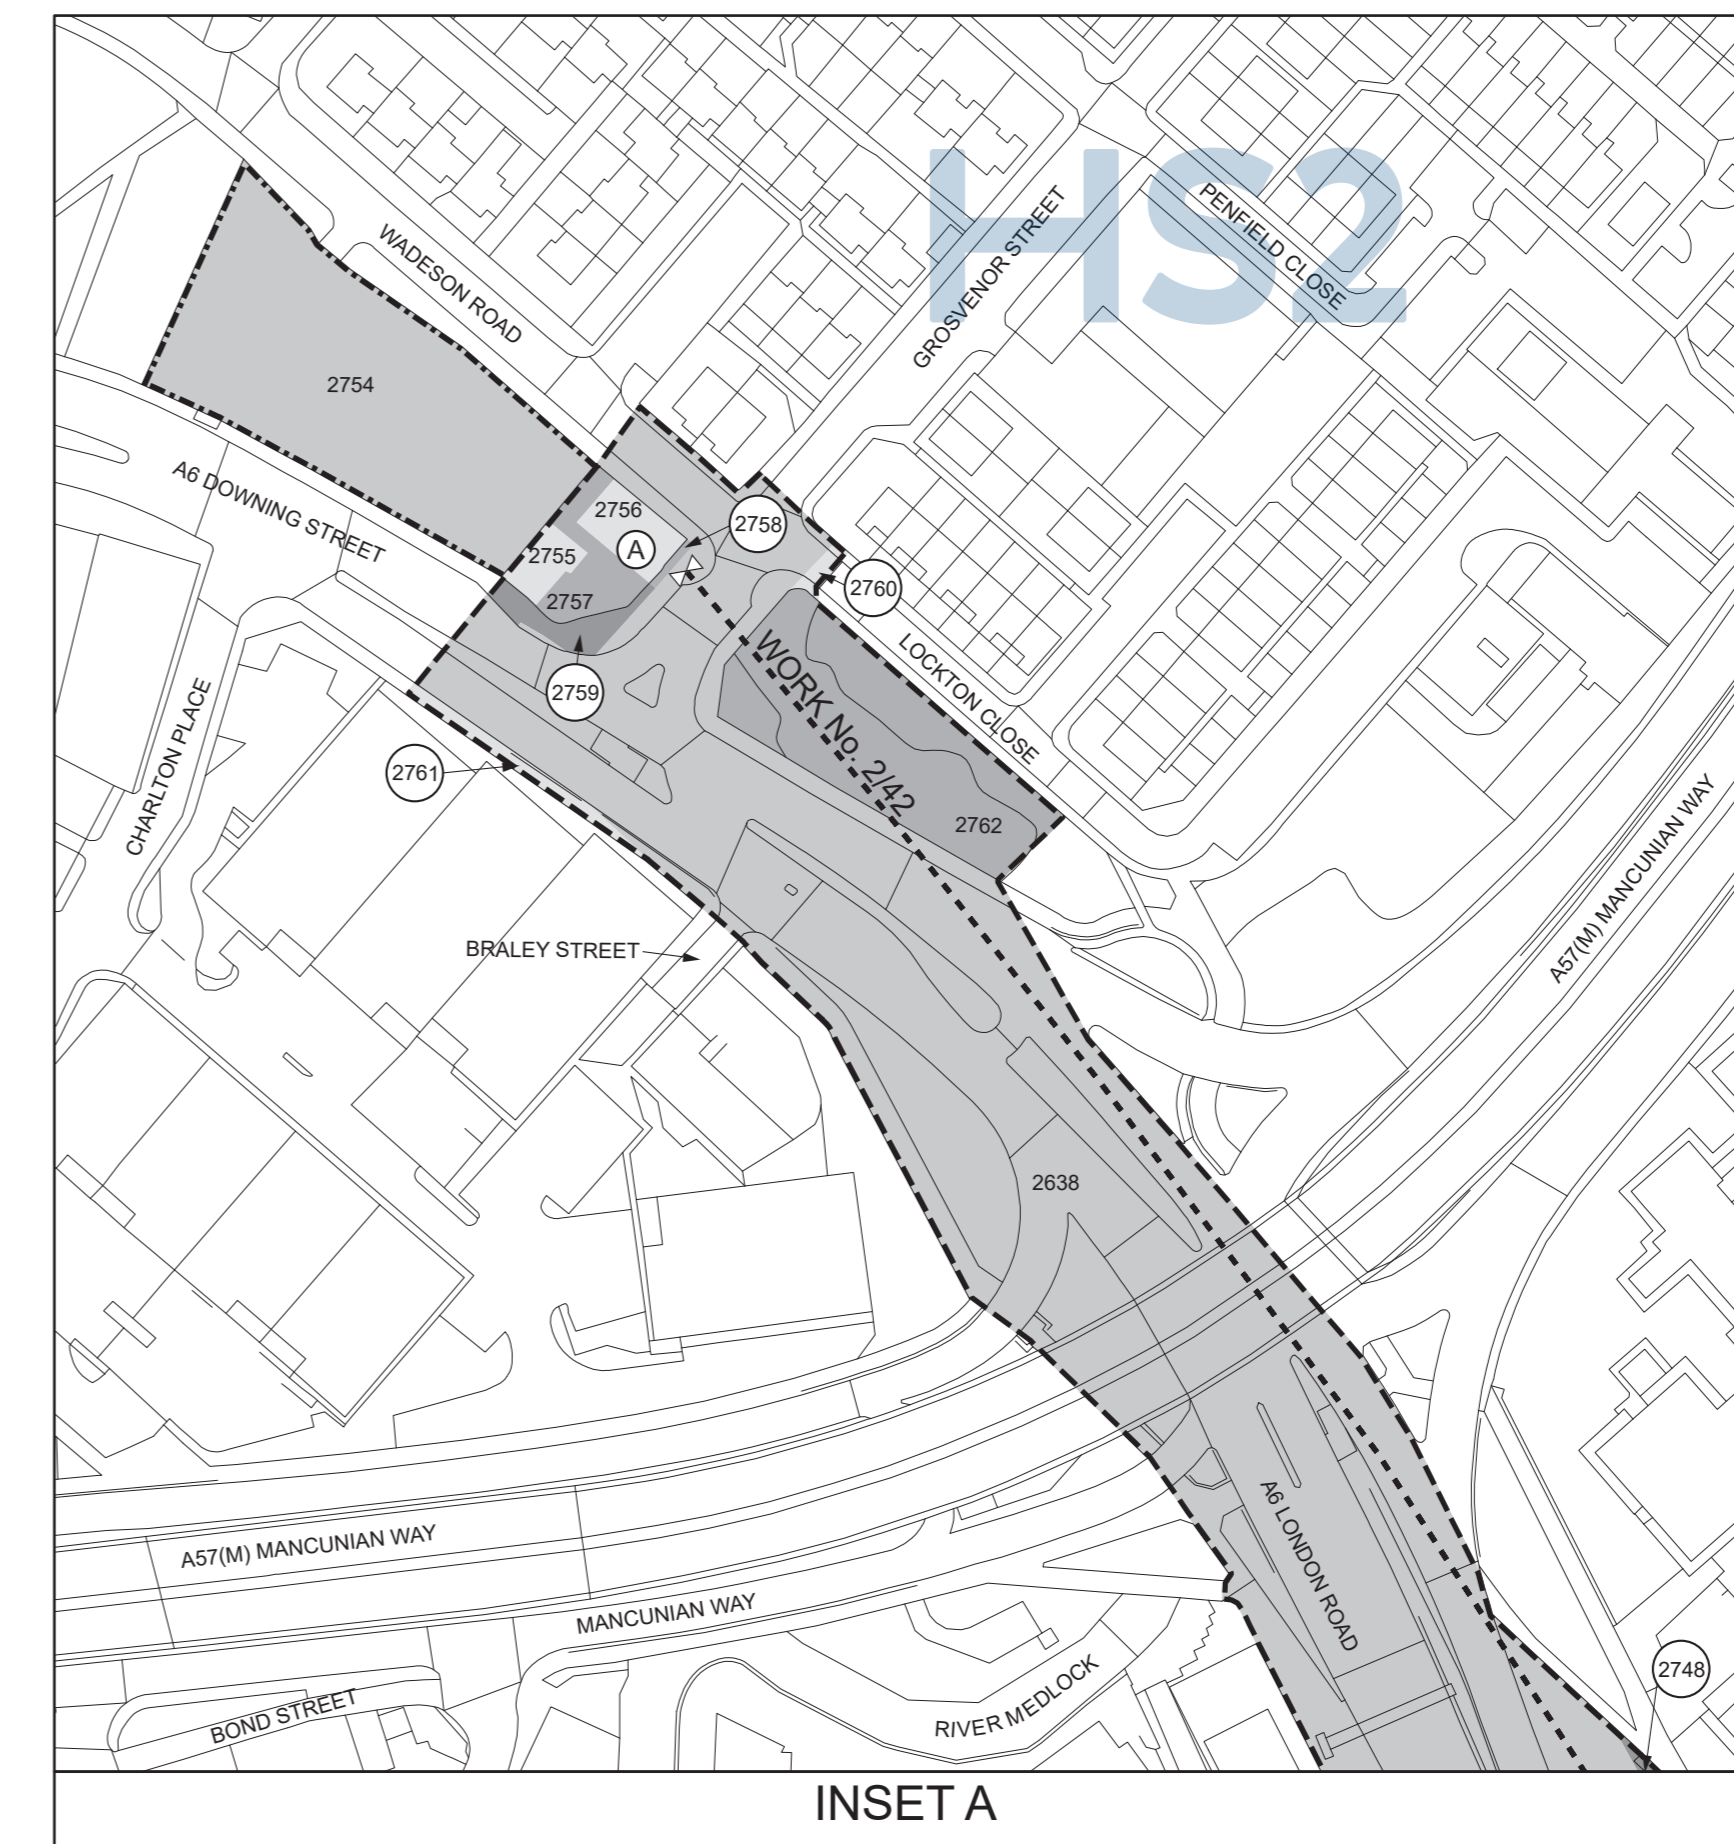 HS2
PENFIELD CLOSE
GROSVENOR STREET
WADESON ROAD
2754
A6 DOWNING STREET
2756
2758
A
2755
2760
2757
LOCKTON CLOSE
WORK No. 2/42
2759
CHARLTON PLACE
2761
2762
A57(M) MANCUNIAN WAY
BRALEY STREET
2638
A6 LONDON ROAD
A57(M) MANCUNIAN WAY
MANCUNIAN WAY
2748
RIVER MEDLOCK
BOND STREET
INSET A